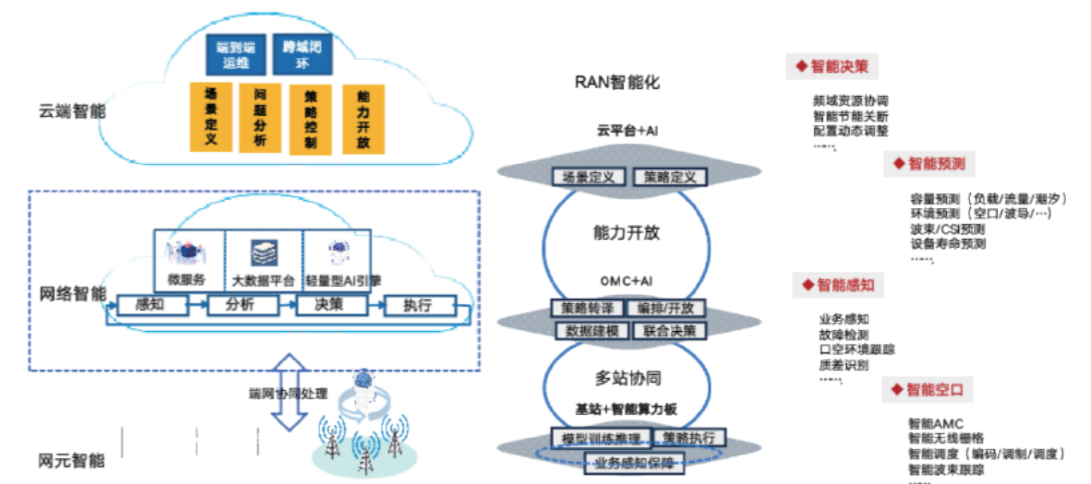 云端智能
端到端
运维
跨域闭
环
场景定义
问题分析
策略控制
能力开放
网络智能
微服务
大数据平台
轻量型AI引擎
感知
分析
决策
执行
端网协同处理
网元智能
RAN智能化
云平台+AI
场景定义
策略定义
能力开放
OMC+AI
策略转译
编排/开放
数据建模
联合决策
多站协同
基站+智能算力板
模型训练推理
策略执行
业务感知保障
◆智能决策
频域资源协调
智能节能关断
配置动态调整
……
◆智能预测
容量预测（负载/流量/潮汐）
环境预测（空口/波导/…）
波束/CSI预测
设备寿命预测
……
◆智能感知
业务感知
故障检测
口空环境跟踪
质差识别
……
◆智能空口
智能AMC
智能无线栅格
智能调度（编码/调制/调度）
智能波束跟踪
……